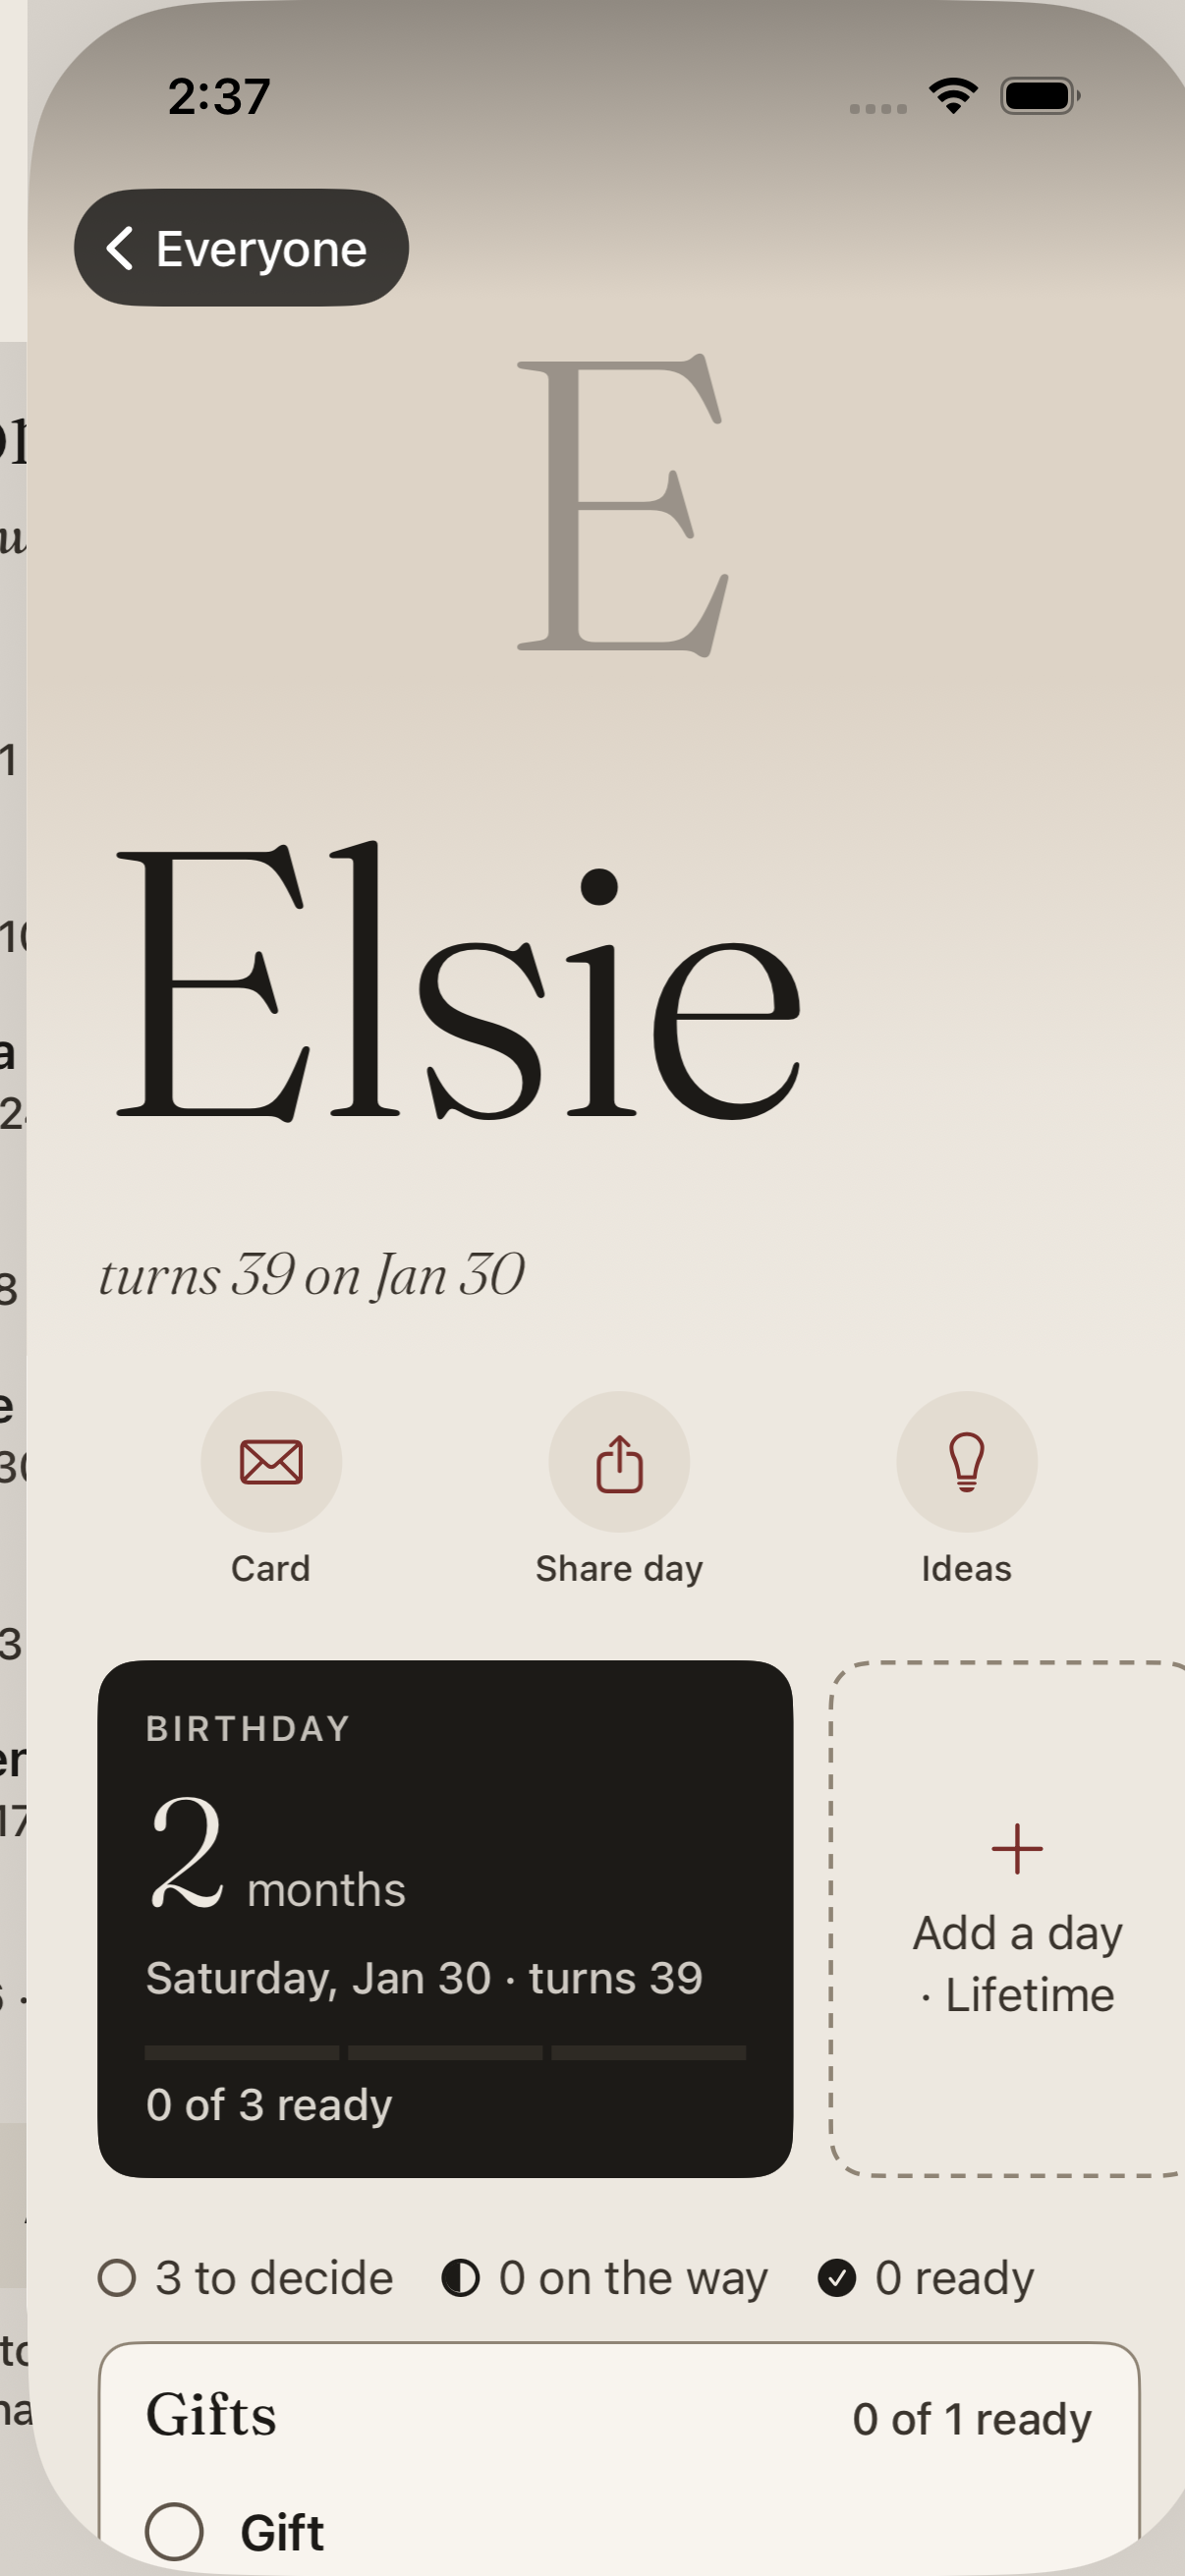 2:37
Everyone
E
Elsie
turns 39 on Jan 30
Card
Share day
Ideas
BIRTHDAY
2 months
Saturday, Jan 30 · turns 39
0 of 3 ready
Add a day
· Lifetime
3 to decide
0 on the way
0 ready
Gifts
0 of 1 ready
Gift